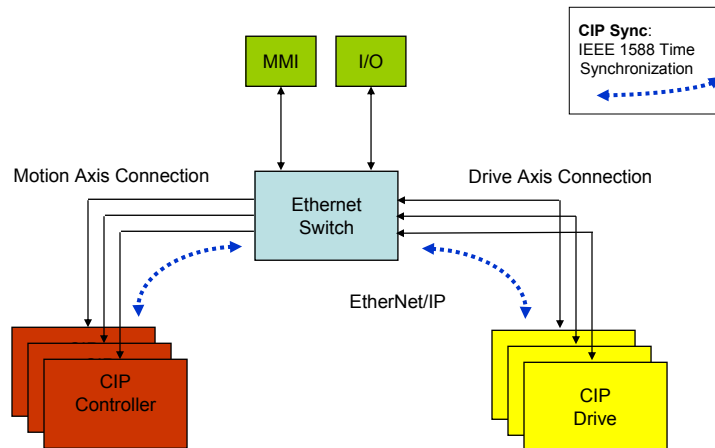 CIP Sync:
IEEE 1588 Time
Synchronization
MMI
I/O
Motion Axis Connection
Drive Axis Connection
Ethernet
Switch
EtherNet/IP
CIP
Controller
CIP
Drive